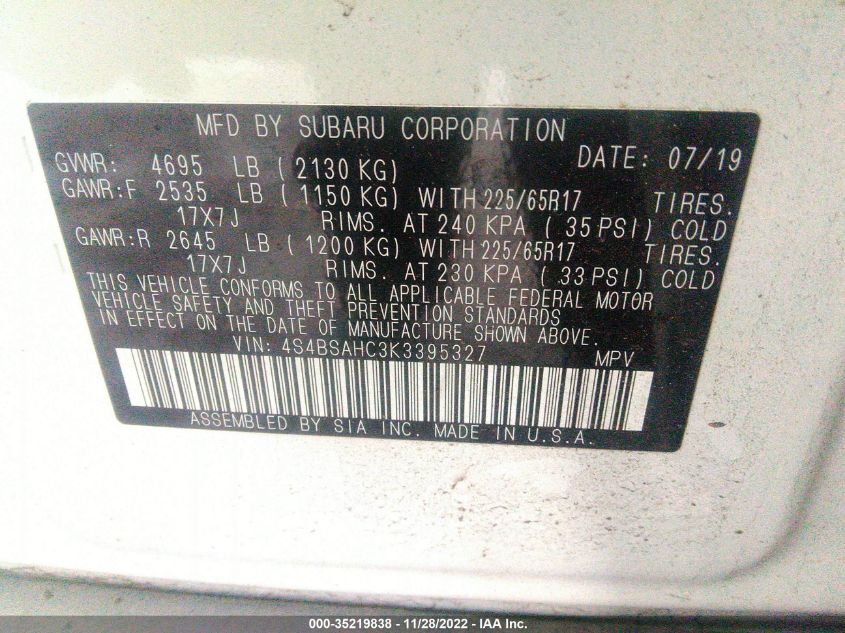 MFD BY SUBARU CORPORATION
GVWR: 4695 LB (2130 KG) DATE: 07/19
GAWR:F 2535 LB (1150 KG) WITH 225/65R17 TIRES.
17X7J RIMS. AT 240 KPA ( 35 PSI) COLD
GAWR:R 2645 LB (1200 KG) WITH 225/65R17 TIRES.
17X7J RIMS. AT 230 KPA ( 33 PSI) COLD
THIS VEHICLE CONFORMS TO ALL APPLICABLE FEDERAL MOTOR
VEHICLE SAFETY AND THEFT PREVENTION STANDARDS
IN EFFECT ON THE DATE OF MANUFACTURE SHOWN ABOVE.
VIN: 4S4BSAHC3K3395327 MPV
ASSEMBLED BY SIA INC. MADE IN U.S.A.
000-35219838 - 11/28/2022 - IAA Inc.